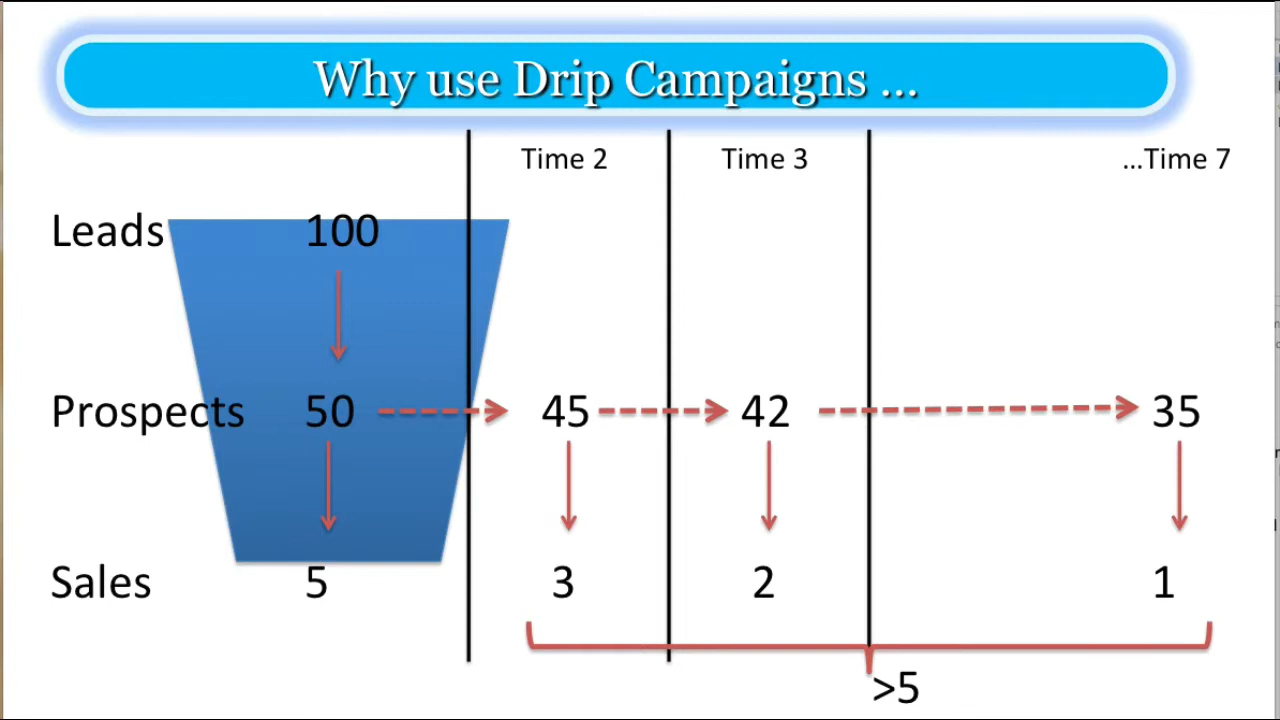 Why use Drip Campaigns ...
Time 2 Time 3 ...Time 7
Leads 100
Prospects 50 45 42 35
Sales 5 3 2 1
>5